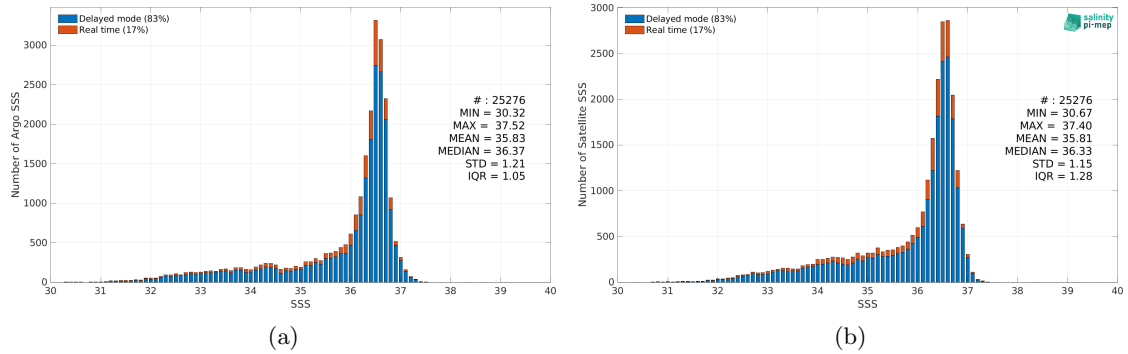 Delayed mode (83%)
Real time (17%)
3000
2500
2000
1500
1000
500
0
Number of Argo SSS
# : 25276
MIN = 30.32
MAX = 37.52
MEAN = 35.83
MEDIAN = 36.37
STD = 1.21
IQR = 1.05
30 31 32 33 34 35 36 37 38 39 40
SSS
(a)
Delayed mode (83%)
Real time (17%)
salinity
pi-mep
3000
2500
2000
1500
1000
500
0
Number of Satellite SSS
# : 25276
MIN = 30.67
MAX = 37.40
MEAN = 35.81
MEDIAN = 36.33
STD = 1.15
IQR = 1.28
30 31 32 33 34 35 36 37 38 39 40
SSS
(b)